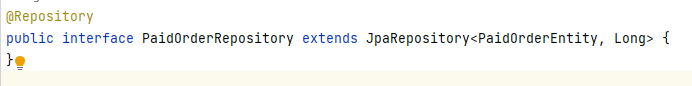 @Repository
public interface PaidOrderRepository extends JpaRepository<PaidOrderEntity, Long> {
}